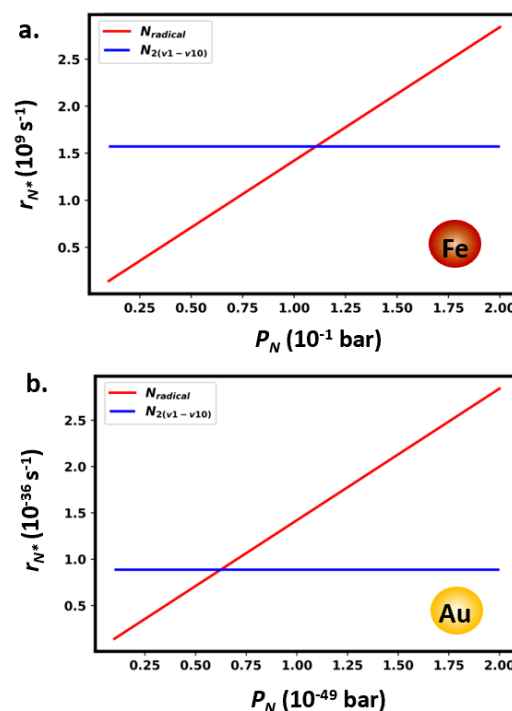 a.
N_radical
N_2(v1−v10)
r_N* (10^9 s^-1)
2.5
2.0
1.5
1.0
0.5
Fe
0.25 0.50 0.75 1.00 1.25 1.50 1.75 2.00
P_N (10^-1 bar)
b.
N_radical
N_2(v1−v10)
r_N* (10^-36 s^-1)
2.5
2.0
1.5
1.0
0.5
Au
0.25 0.50 0.75 1.00 1.25 1.50 1.75 2.00
P_N (10^-49 bar)